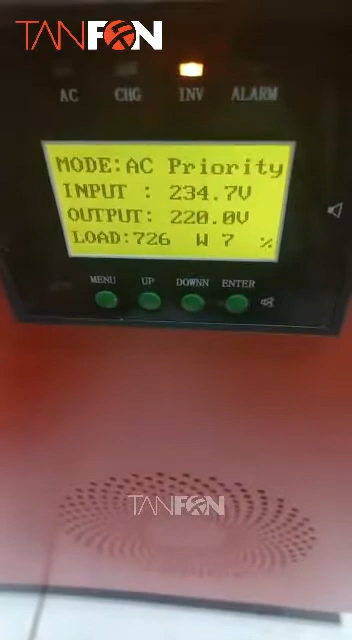 TANFON
AC CHG INV ALARM
MODE:AC Priority
INPUT : 234.7V
OUTPUT: 220.0V
LOAD:726 W 7 %
MENU UP DOWNN ENTER
TANFON